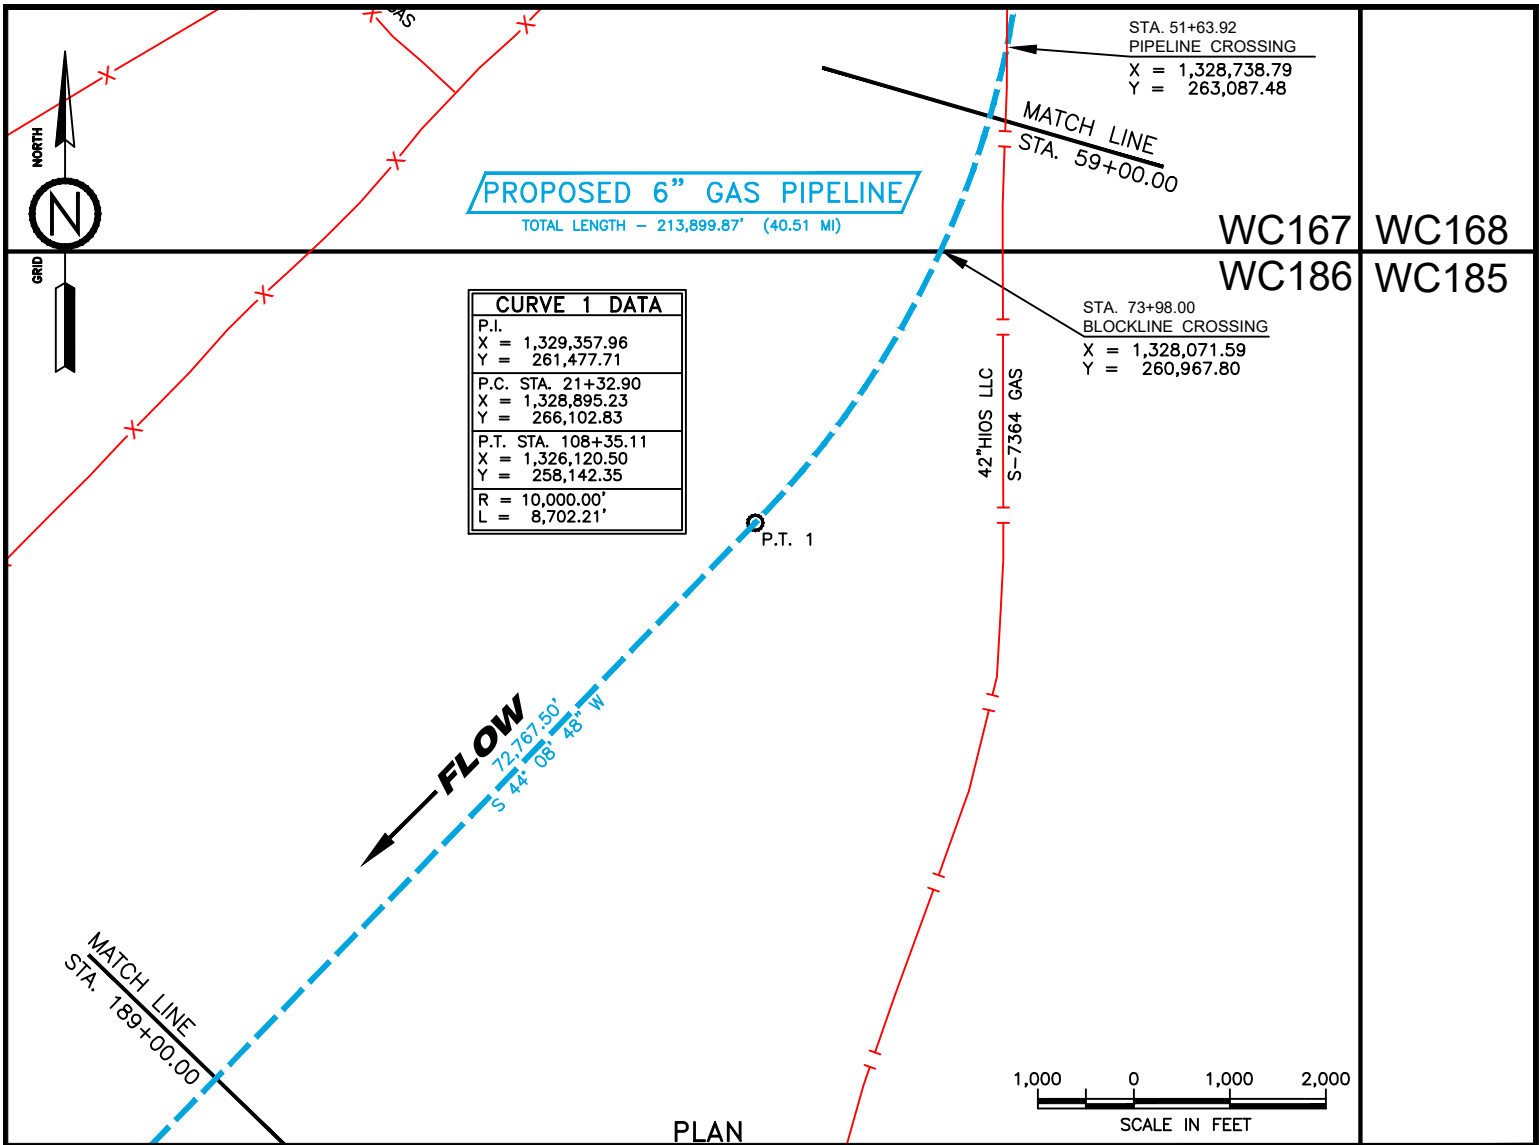 GAS
STA. 51+63.92
PIPELINE CROSSING
X = 1,328,738.79
Y = 263,087.48
MATCH LINE
STA. 59+00.00
NORTH
N
GRID
PROPOSED 6" GAS PIPELINE
TOTAL LENGTH - 213,899.87' (40.51 MI)
WC167
WC168
WC186
WC185
STA. 73+98.00
BLOCKLINE CROSSING
X = 1,328,071.59
Y = 260,967.80
CURVE 1 DATA
P.I.
X = 1,329,357.96
Y = 261,477.71
P.C. STA. 21+32.90
X = 1,328,895.23
Y = 266,102.83
P.T. STA. 108+35.11
X = 1,326,120.50
Y = 258,142.35
R = 10,000.00'
L = 8,702.21'
42"HIOS LLC
S-7364 GAS
P.T. 1
FLOW
72,767.50'
S 44° 08' 48" W
MATCH LINE
STA. 189+00.00
1,000 0 1,000 2,000
SCALE IN FEET
PLAN